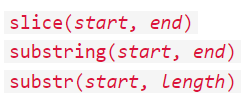 slice(start, end)
substring(start, end)
substr(start, length)